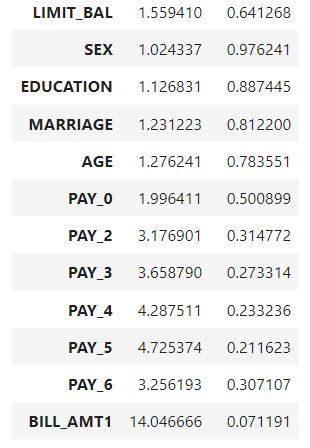 LIMIT_BAL 1.559410 0.641268
SEX 1.024337 0.976241
EDUCATION 1.126831 0.887445
MARRIAGE 1.231223 0.812200
AGE 1.276241 0.783551
PAY_0 1.996411 0.500899
PAY_2 3.176901 0.314772
PAY_3 3.658790 0.273314
PAY_4 4.287511 0.233236
PAY_5 4.725374 0.211623
PAY_6 3.256193 0.307107
BILL_AMT1 14.046666 0.071191